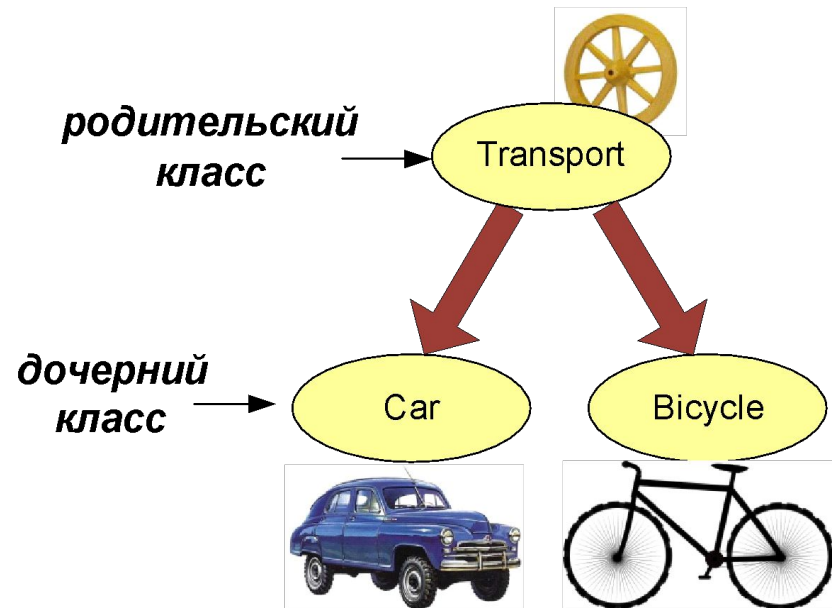 родительский
класс
Transport
дочерний
класс
Car
Bicycle